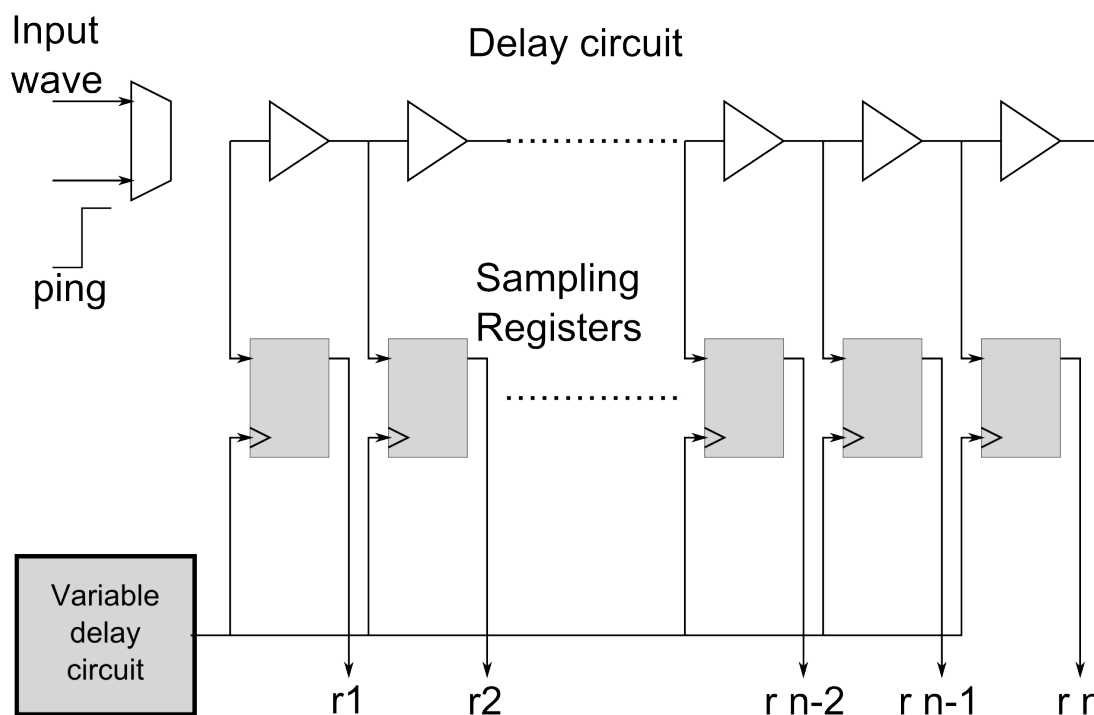 Input
wave
Delay circuit
ping
Sampling
Registers
Variable
delay
circuit
r1
r2
r n-2
r n-1